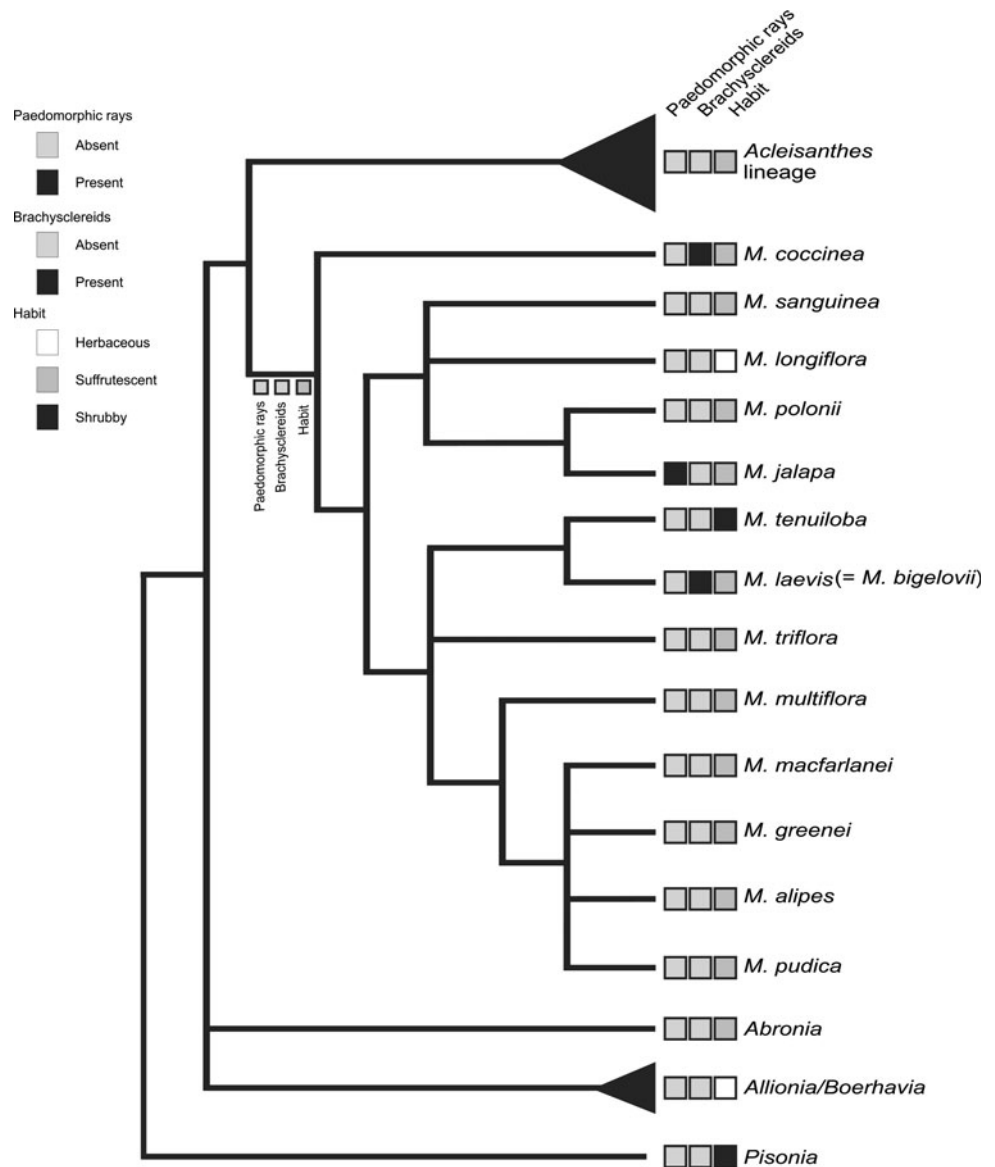 Paedomorphic rays
Brachysclereids
Habit
Paedomorphic rays
Absent
Present
Brachysclereids
Absent
Present
Habit
Herbaceous
Suffrutescent
Shrubby
Acleisanthes
lineage
M. coccinea
M. sanguinea
M. longiflora
M. polonii
M. jalapa
M. tenuiloba
M. laevis (= M. bigelovii)
M. triflora
M. multiflora
M. macfarlanei
M. greenei
M. alipes
M. pudica
Abronia
Allionia/Boerhavia
Pisonia
Paedomorphic rays
Brachysclereids
Habit